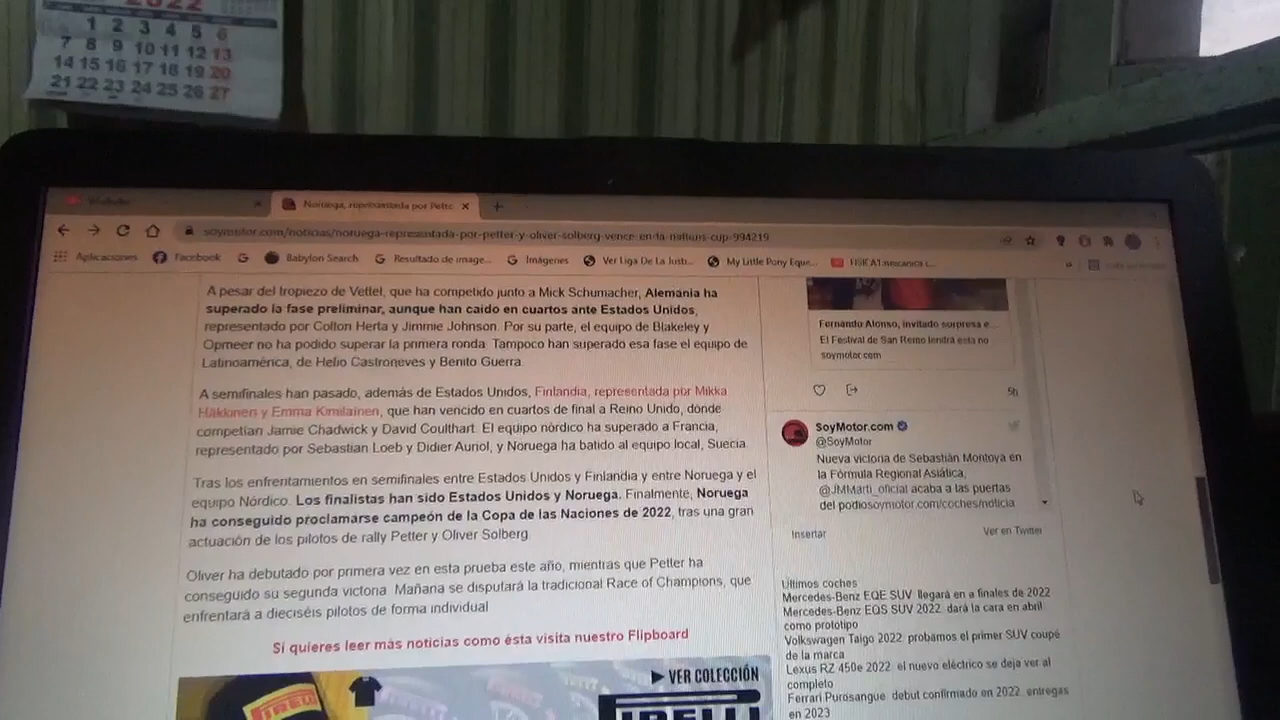 2022
1 2 3 4 5 6
7 8 9 10 11 12 13
14 15 16 17 18 19 20
21 22 23 24 25 26 27
Noruega, representada por Pette
soymotor.com/noticias/noruega-representada-por-petter-y-oliver-solberg-vence-en-la-nations-cup-994219
Aplicaciones Facebook Babylon Search Resultado de image... Imágenes Ver Liga De La Justi... My Little Pony Eque...
A pesar del tropiezo de Vettel, que ha competido junto a Mick Schumacher, Alemania ha
superado la fase preliminar, aunque han caído en cuartos ante Estados Unidos,
representado por Colton Herta y Jimmie Johnson. Por su parte, el equipo de Blakeley y
Opmeer no ha podido superar la primera ronda. Tampoco han superado esa fase el equipo de
Latinoamérica, de Helio Castroneves y Benito Guerra.
A semifinales han pasado, además de Estados Unidos, Finlandia, representada por Mikka
Häkkinen y Emma Kimiläinen, que han vencido en cuartos de final a Reino Unido, donde
competían Jamie Chadwick y David Coulthart. El equipo nórdico ha superado a Francia,
representado por Sebastian Loeb y Didier Auriol, y Noruega ha batido al equipo local, Suecia.
Tras los enfrentamientos en semifinales entre Estados Unidos y Finlandia y entre Noruega y el
equipo Nórdico. Los finalistas han sido Estados Unidos y Noruega. Finalmente, Noruega
ha conseguido proclamarse campeón de la Copa de las Naciones de 2022, tras una gran
actuación de los pilotos de rally Petter y Oliver Solberg.
Oliver ha debutado por primera vez en esta prueba este año, mientras que Petter ha
conseguido su segunda victoria. Mañana se disputará la tradicional Race of Champions, que
enfrentará a dieciséis pilotos de forma individual
Si quieres leer más noticias como ésta visita nuestro Flipboard
VER COLECCIÓN
PIRELLI
IRELLI
Fernando Alonso, invitado sorpresa e...
El Festival de San Remo tendrá esta no
soymotor.com
5h
SoyMotor.com
@SoyMotor
Nueva victoria de Sebastián Montoya en
la Fórmula Regional Asiática,
@JMMarti_oficial acaba a las puertas
del podiosoymotor.com/coches/noticia
Insertar Ver en Twitter
Últimos coches
Mercedes-Benz EQE SUV: llegará en a finales de 2022
Mercedes-Benz EQS SUV 2022: dará la cara en abril
como prototipo
Volkswagen Taigo 2022: probamos el primer SUV coupé
de la marca
Lexus RZ 450e 2022: el nuevo eléctrico se deja ver al
completo
Ferrari Purosangue: debut confirmado en 2022, entregas
en 2023